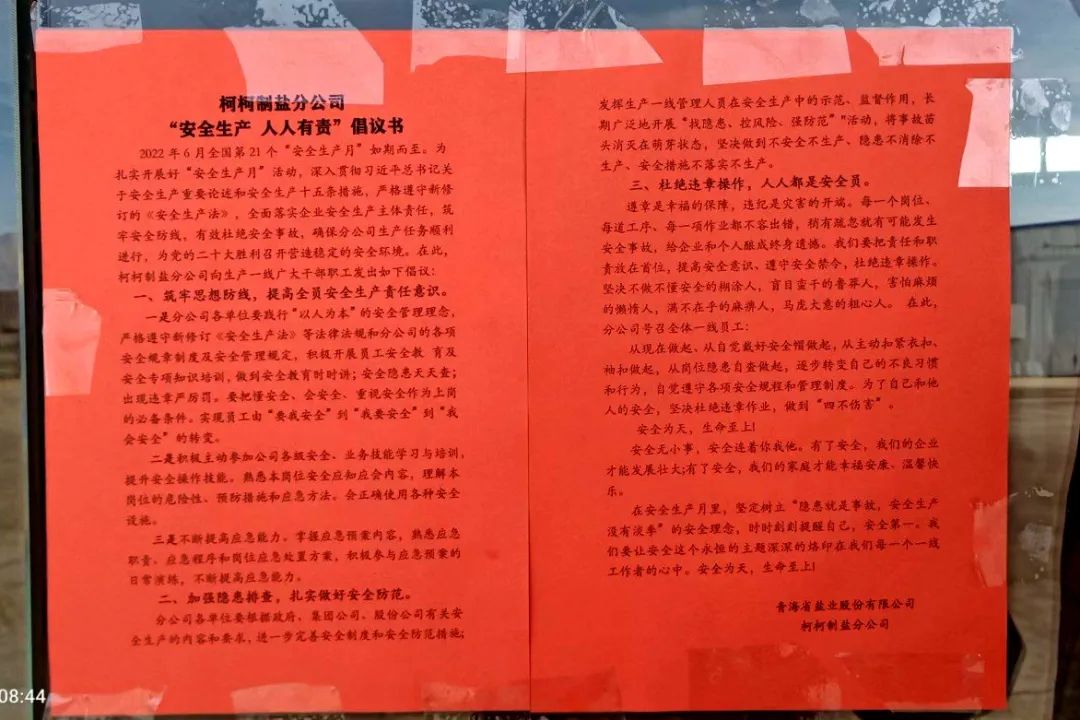 柯柯制盐分公司
“安全生产 人人有责”倡议书
2022 年 6 月全国第 21 个“安全生产月”如期而至。为
扎实开展好“安全生产月”活动，深入贯彻习近平总书记关
于安全生产重要论述和安全生产十五条措施，严格遵守新修
订的《安全生产法》，全面落实企业安全生产主体责任，筑
牢安全防线，有效杜绝安全事故，确保分公司生产任务顺利
进行，为党的二十大胜利召开营造稳定的安全环境。在此，
柯柯制盐分公司向生产一线广大干部职工发出如下倡议：
一、筑牢思想防线，提高全员安全生产责任意识。
一是分公司各单位要践行“以人为本”的安全管理理念，
严格遵守新修订《安全生产法》等法律法规和分公司的各项
安全规章制度及安全管理规定，积极开展员工安全教 育及
安全专项知识培训，做到安全教育时时讲；安全隐患天天查；
出现违章严厉罚。要把懂安全、会安全、重视安全作为上岗
的必备条件。实现员工由“要我安全”到“我要安全”到“我
会安全”的转变。
二是积极主动参加公司各级安全、业务技能学习与培训，
提升安全操作技能。熟悉本岗位安全应知应会内容，理解本
岗位的危险性、预防措施和应急方法。会正确使用各种安全
设施。
三是不断提高应急能力。掌握应急预案内容，熟悉应急
职责、应急程序和岗位应急处置方案，积极参与应急预案的
日常演练，不断提高应急能力。
二、加强隐患排查，扎实做好安全防范。
分公司各单位要根据政府、集团公司、股份公司有关安
全生产的内容和要求，进一步完善安全制度和安全防范措施；
发挥生产一线管理人员在安全生产中的示范、监督作用，长
期广泛地开展“找隐患、控风险、强防范”"活动，将事故苗
头消灭在萌芽状态，坚决做到不安全不生产、隐患不消除不
生产、安全措施不落实不生产。
三、杜绝违章操作，人人都是安全员。
遵章是幸福的保障，违纪是灾害的开端。每一个岗位、
每道工序、每一项作业都不容出错，稍有疏忽就有可能发生
安全事故，给企业和个人酿成终身遗憾。我们要把责任和职
责放在首位，提高安全意识、遵守安全禁令，杜绝违章操作。
坚决不做不懂安全的糊涂人，盲目蛮干的鲁莽人，害怕麻烦
的懒惰人，满不在乎的麻痹人，马虎大意的粗心人。 在此，
分公司号召全体一线员工：
从现在做起、从自觉戴好安全帽做起，从主动和紧衣扣、
袖扣做起，从岗位隐患自查做起，逐步转变自己的不良习惯
和行为，自觉遵守各项安全规程和管理制度。为了自己和他
人的安全，坚决杜绝违章作业，做到“四不伤害”。
安全为天，生命至上！
安全无小事，安全连着你我他。有了安全，我们的企业
才能发展壮大；有了安全，我们的家庭才能幸福安康、温馨快
乐。
在安全生产月里，坚定树立“隐患就是事故，安全生产
没有淡季”的安全理念，时时刻刻提醒自己，安全第一。我
们要让安全这个永恒的主题深深的烙印在我们每一个一线
工作者的心中。安全为天，生命至上！
青海省盐业股份有限公司
柯柯制盐分公司
08:44